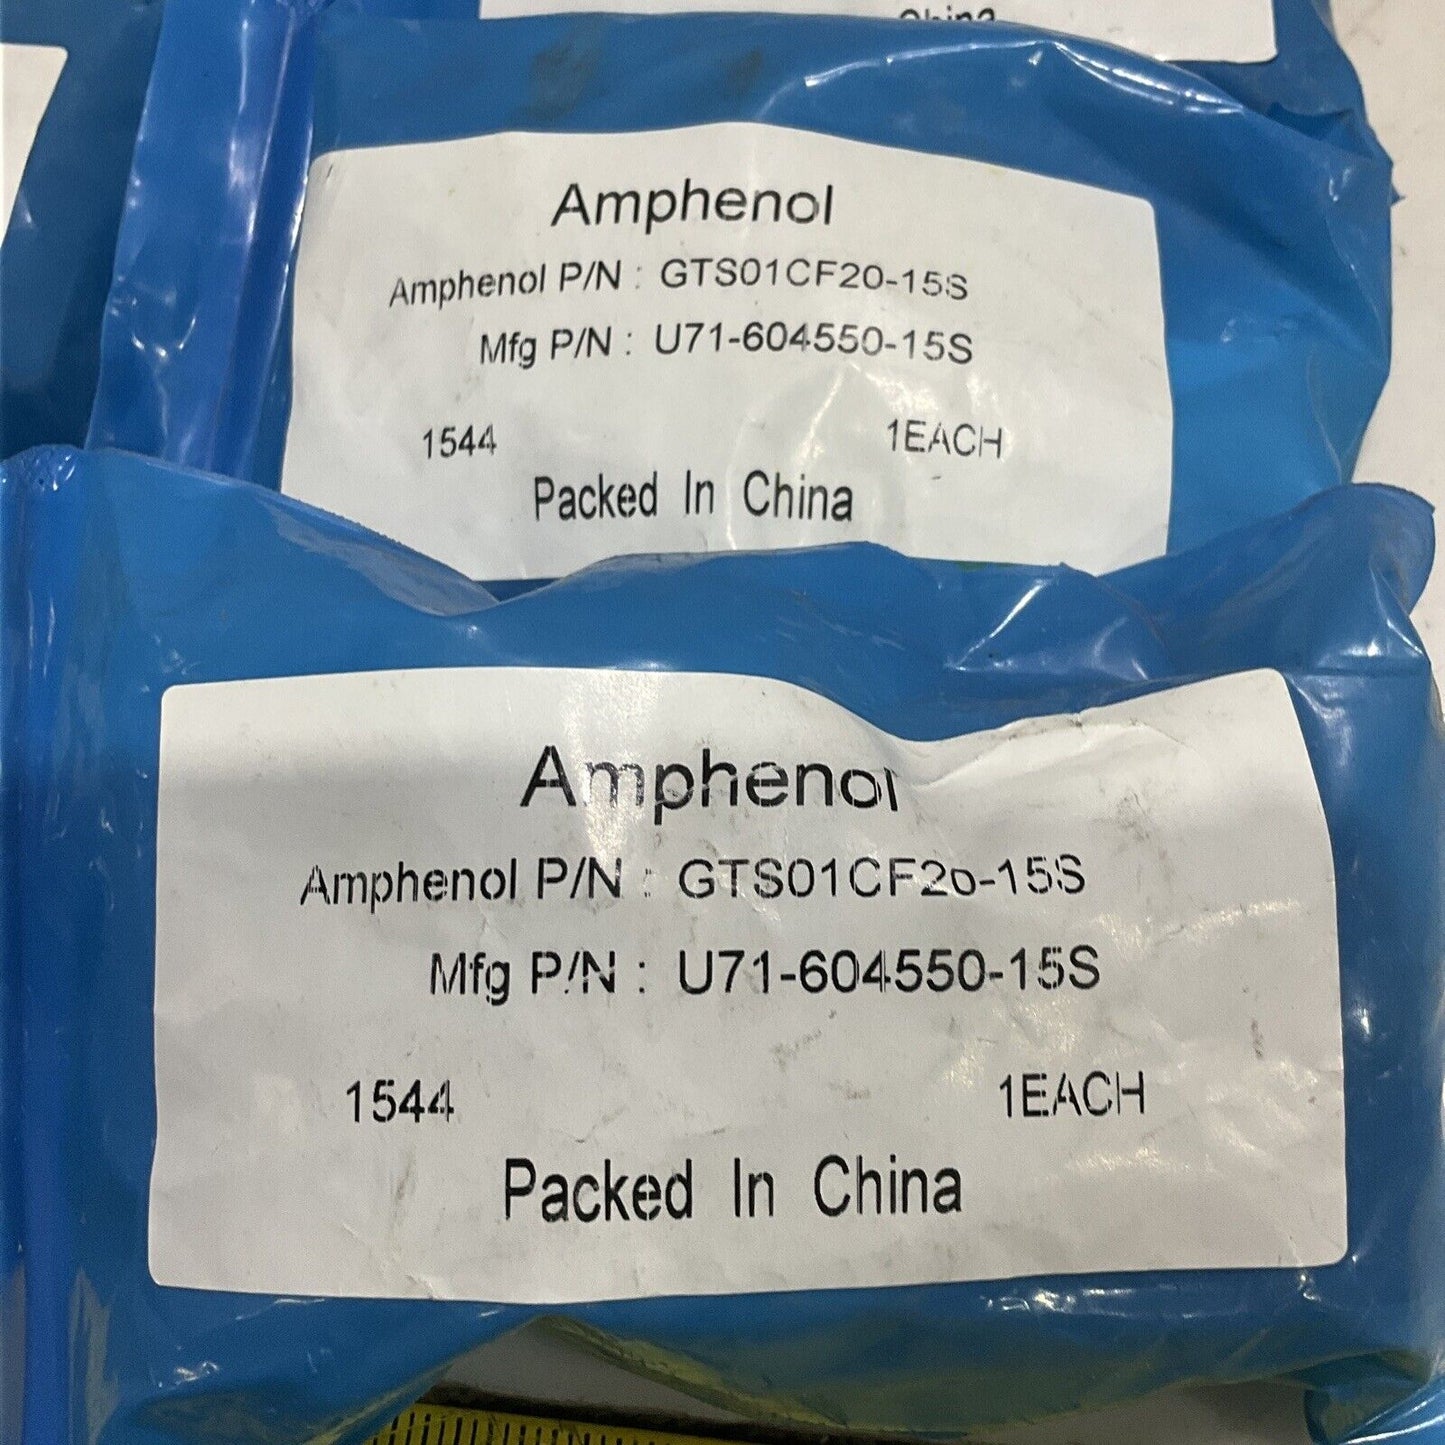 China
Amphenol
Amphenol P/N : GTS01CF20-15S
Mfg P/N : U71-604550-15S
1544 1EACH
Packed In China
Amphenol
Amphenol P/N : GTS01CF20-15S
Mfg P/N : U71-604550-15S
1544 1EACH
Packed In China